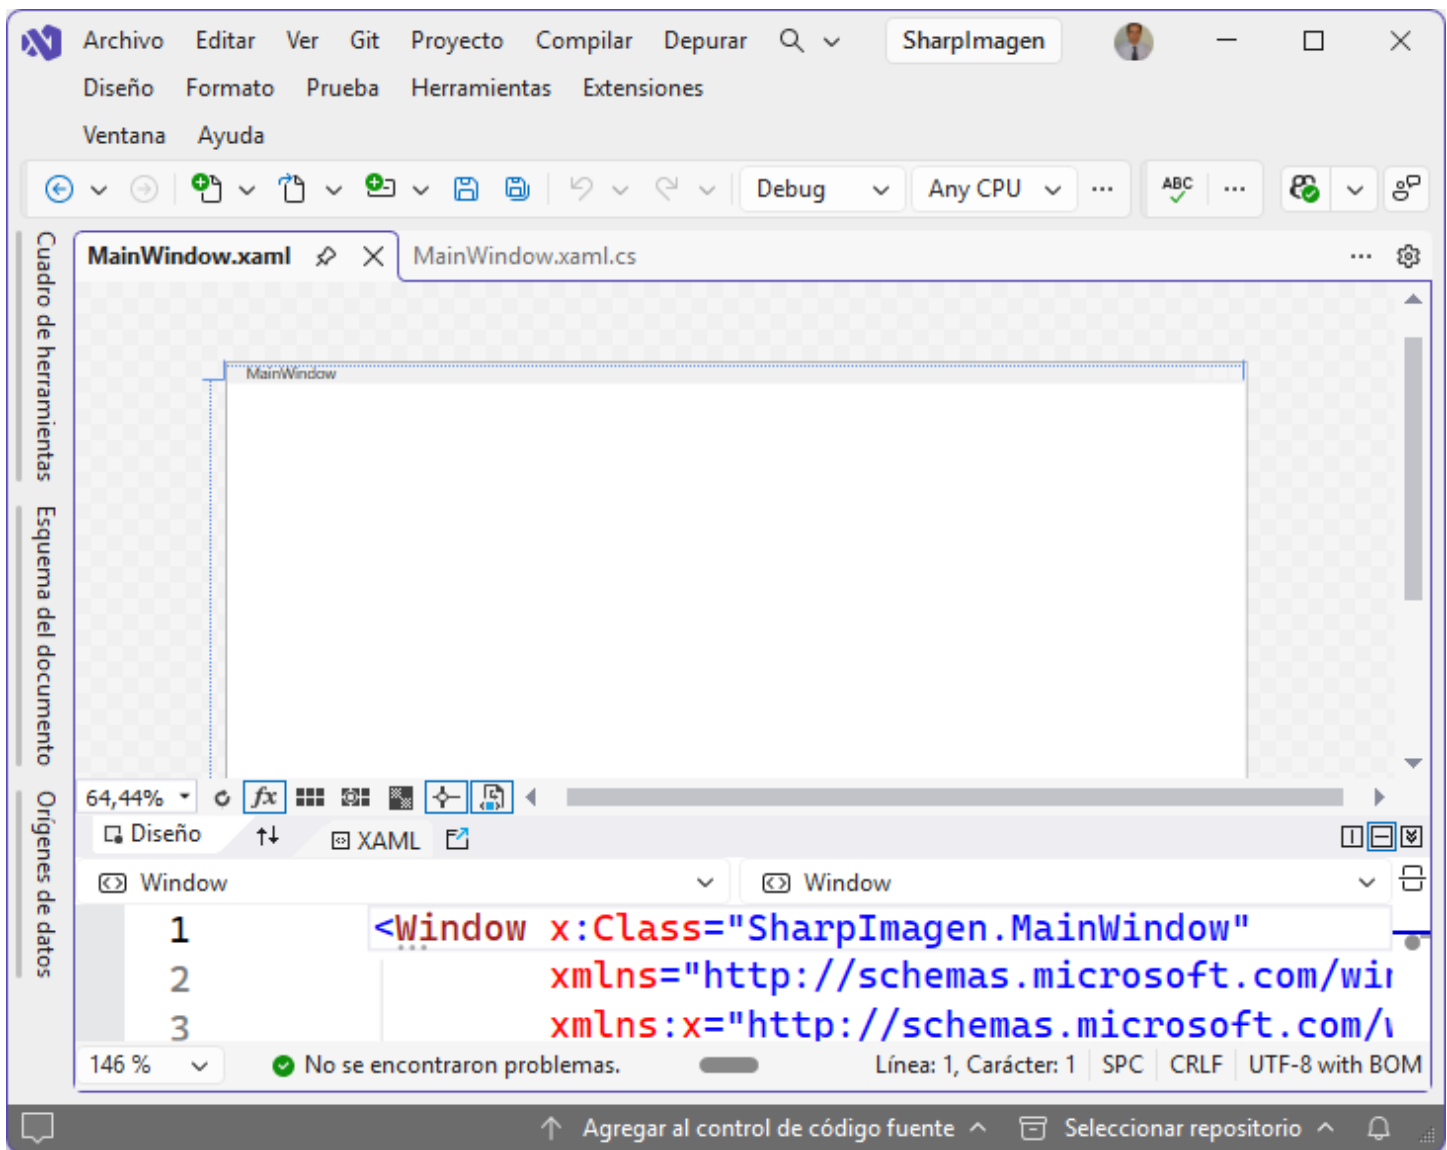 Archivo Editar Ver Git Proyecto Compilar Depurar SharpImagen
Diseño Formato Prueba Herramientas Extensiones
Ventana Ayuda
Debug Any CPU ABC
Cuadro de herramientas
Esquema del documento
Orígenes de datos
MainWindow.xaml MainWindow.xaml.cs
MainWindow
64,44% fx
Diseño XAML
Window Window
1 <Window x:Class="SharpImagen.MainWindow"
2 xmlns="http://schemas.microsoft.com/win
3 xmlns:x="http://schemas.microsoft.com/w
146 % No se encontraron problemas. Línea: 1, Carácter: 1 SPC CRLF UTF-8 with BOM
Agregar al control de código fuente Seleccionar repositorio